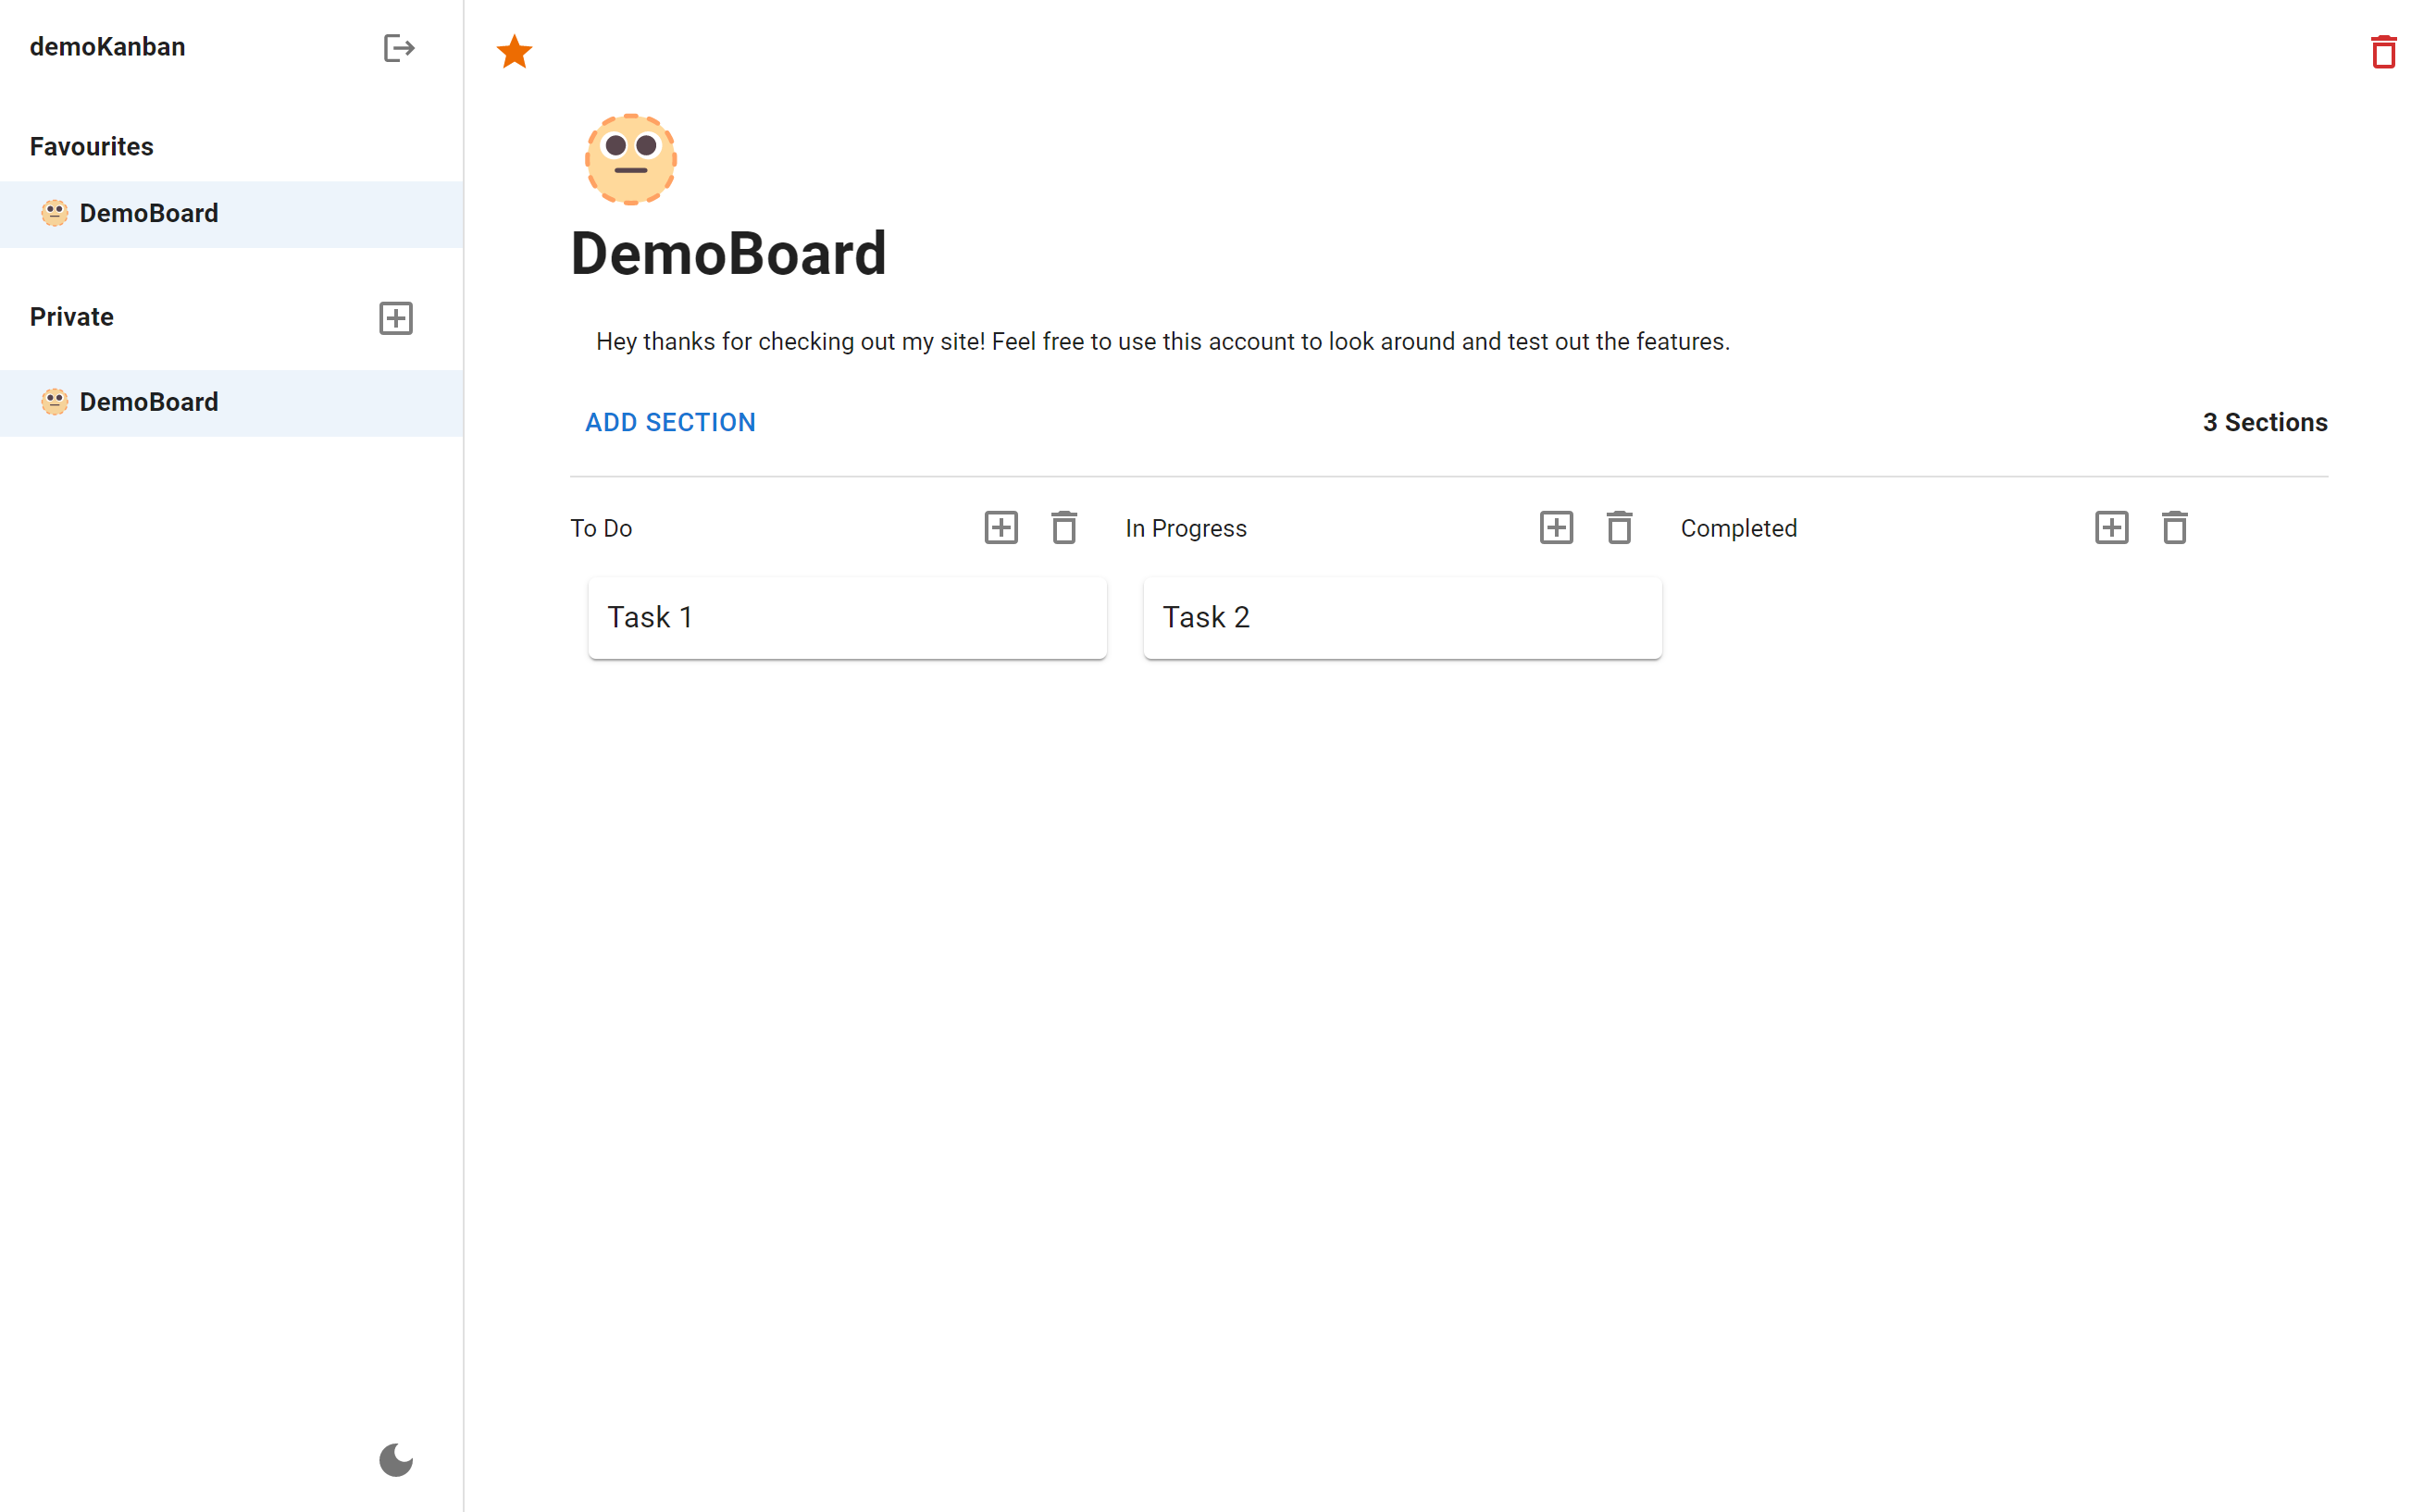 demoKanban
Favourites
DemoBoard
Private
DemoBoard
DemoBoard
Hey thanks for checking out my site! Feel free to use this account to look around and test out the features.
ADD SECTION
3 Sections
To Do
In Progress
Completed
Task 1
Task 2